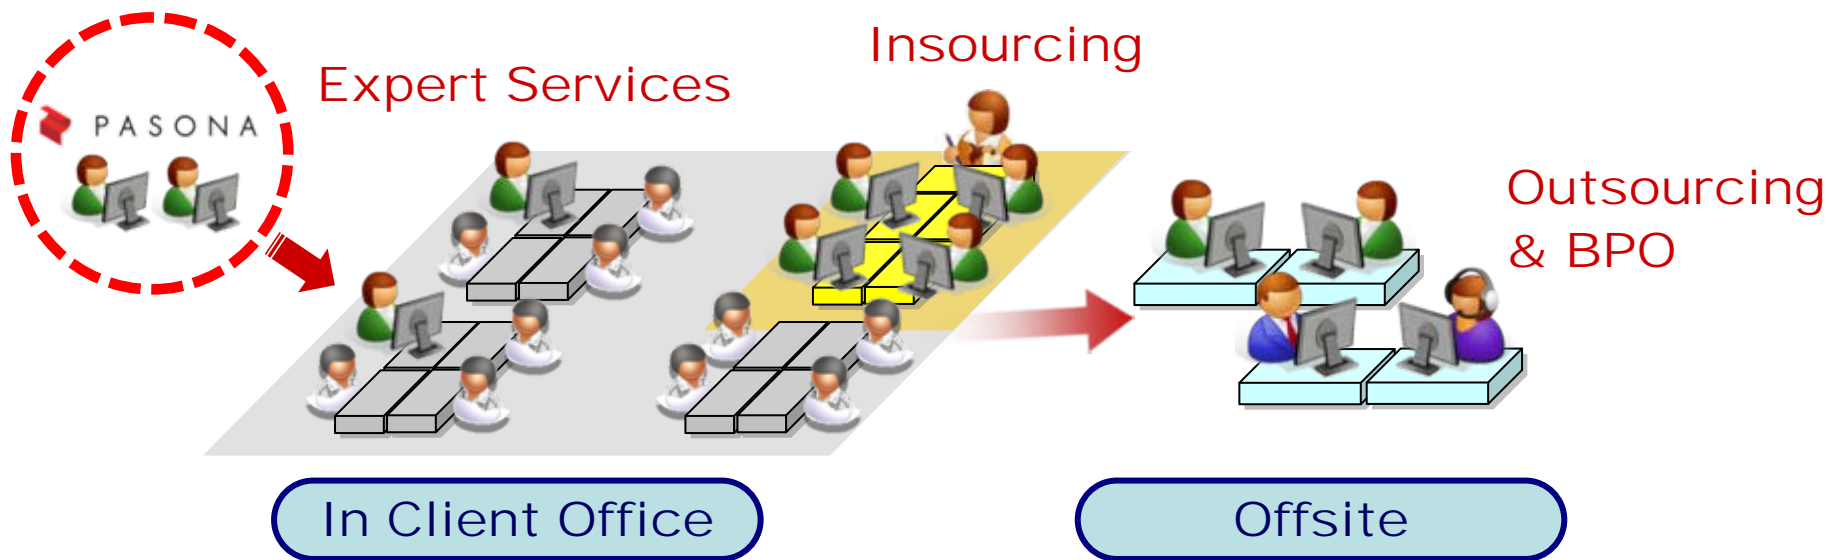 PASONA
Expert Services
Insourcing
Outsourcing
& BPO
In Client Office
Offsite